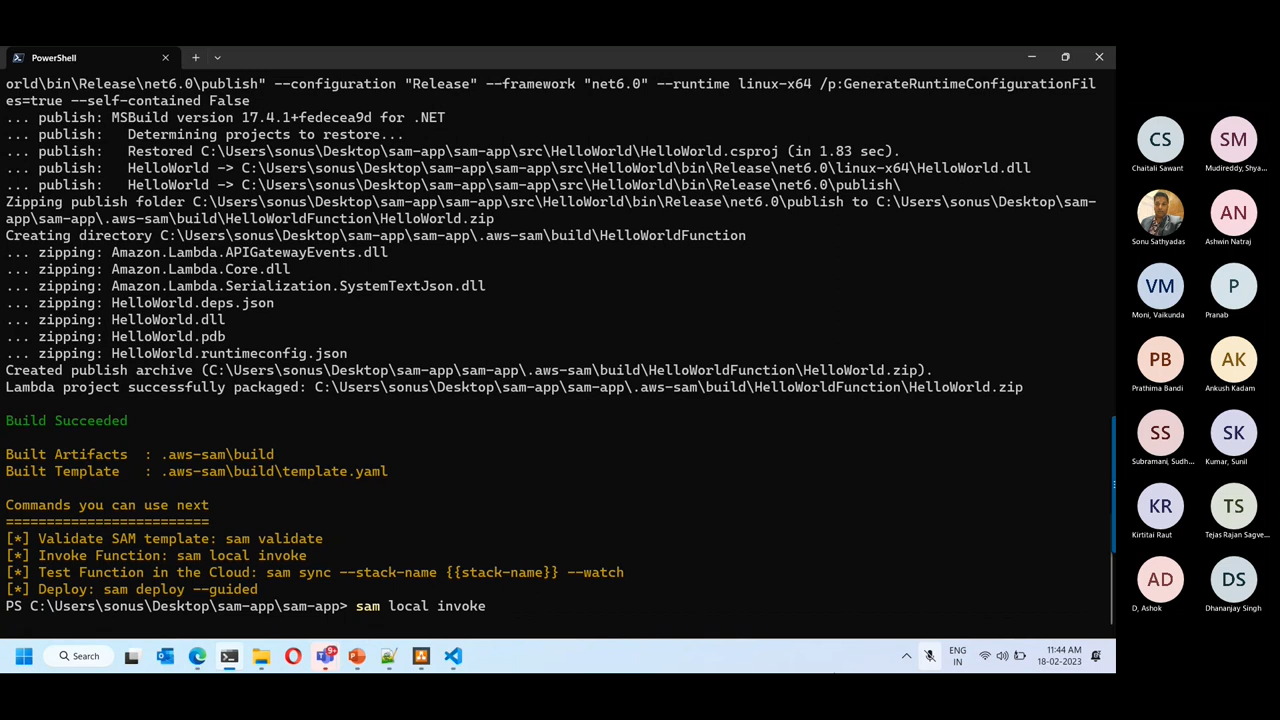 PowerShell
orld\bin\Release\net6.0\publish" --configuration "Release" --framework "net6.0" --runtime linux-x64 /p:GenerateRuntimeConfigurationFil
es=true --self-contained False
... publish: MSBuild version 17.4.1+fedecea9d for .NET
... publish:   Determining projects to restore...
... publish:   Restored C:\Users\sonus\Desktop\sam-app\sam-app\src\HelloWorld\HelloWorld.csproj (in 1.83 sec).
... publish:   HelloWorld -> C:\Users\sonus\Desktop\sam-app\sam-app\src\HelloWorld\bin\Release\net6.0\linux-x64\HelloWorld.dll
... publish:   HelloWorld -> C:\Users\sonus\Desktop\sam-app\sam-app\src\HelloWorld\bin\Release\net6.0\publish\
Zipping publish folder C:\Users\sonus\Desktop\sam-app\sam-app\src\HelloWorld\bin\Release\net6.0\publish to C:\Users\sonus\Desktop\sam-
app\sam-app\.aws-sam\build\HelloWorldFunction\HelloWorld.zip
Creating directory C:\Users\sonus\Desktop\sam-app\sam-app\.aws-sam\build\HelloWorldFunction
... zipping: Amazon.Lambda.APIGatewayEvents.dll
... zipping: Amazon.Lambda.Core.dll
... zipping: Amazon.Lambda.Serialization.SystemTextJson.dll
... zipping: HelloWorld.deps.json
... zipping: HelloWorld.dll
... zipping: HelloWorld.pdb
... zipping: HelloWorld.runtimeconfig.json
Created publish archive (C:\Users\sonus\Desktop\sam-app\sam-app\.aws-sam\build\HelloWorldFunction\HelloWorld.zip).
Lambda project successfully packaged: C:\Users\sonus\Desktop\sam-app\sam-app\.aws-sam\build\HelloWorldFunction\HelloWorld.zip
Build Succeeded
Built Artifacts  : .aws-sam\build
Built Template   : .aws-sam\build\template.yaml
Commands you can use next
=========================
[*] Validate SAM template: sam validate
[*] Invoke Function: sam local invoke
[*] Test Function in the Cloud: sam sync --stack-name {{stack-name}} --watch
[*] Deploy: sam deploy --guided
PS C:\Users\sonus\Desktop\sam-app\sam-app> sam local invoke
Search
9+
ENG
IN
11:44 AM
18-02-2023
CS
Chaitali Sawant
SM
Mudireddy, Shya...
Sonu Sathyadas
AN
Ashwin Natraj
VM
Moni, Vaikunda
P
Pranab
PB
Prathima Bandi
AK
Ankush Kadam
SS
Subramani, Sudh...
SK
Kumar, Sunil
KR
Kirtitai Raut
TS
Tejas Rajan Sagve...
AD
D, Ashok
DS
Dhananjay Singh